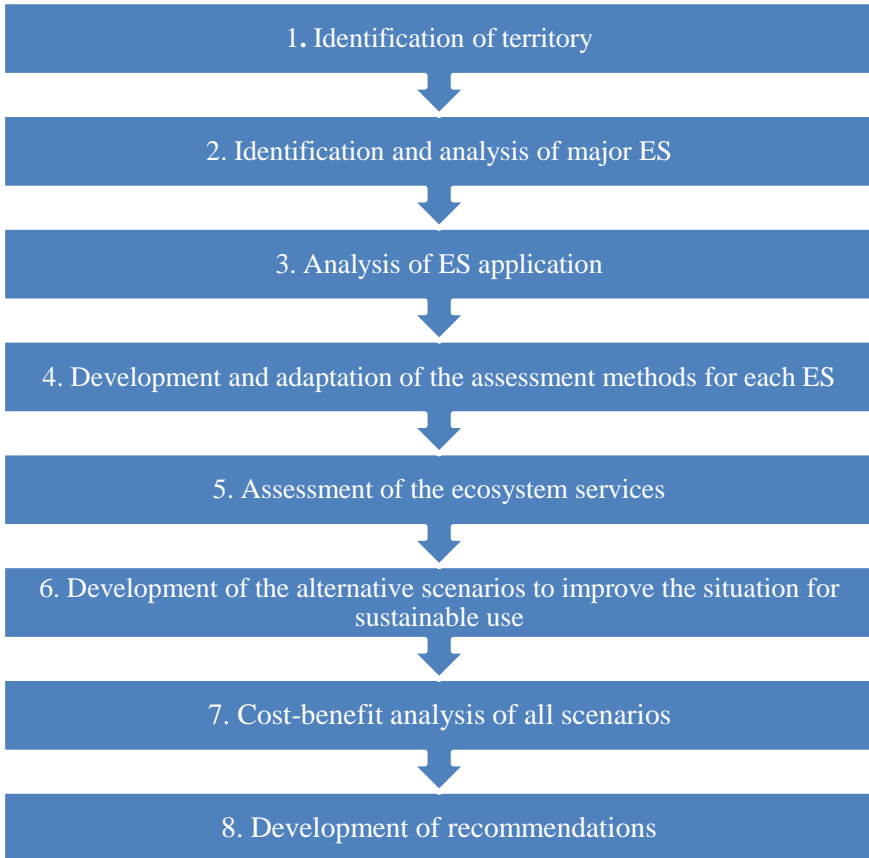 1. Identification of territory
2. Identification and analysis of major ES
3. Analysis of ES application
4. Development and adaptation of the assessment methods for each ES
5. Assessment of the ecosystem services
6. Development of the alternative scenarios to improve the situation for
sustainable use
7. Cost-benefit analysis of all scenarios
8. Development of recommendations